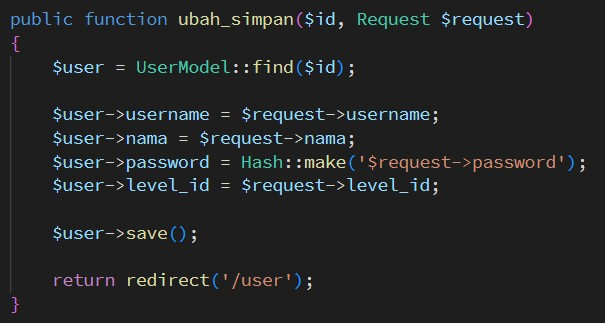 public function ubah_simpan($id, Request $request)
{
    $user = UserModel::find($id);

    $user->username = $request->username;
    $user->nama = $request->nama;
    $user->password = Hash::make('$request->password');
    $user->level_id = $request->level_id;

    $user->save();

    return redirect('/user');
}